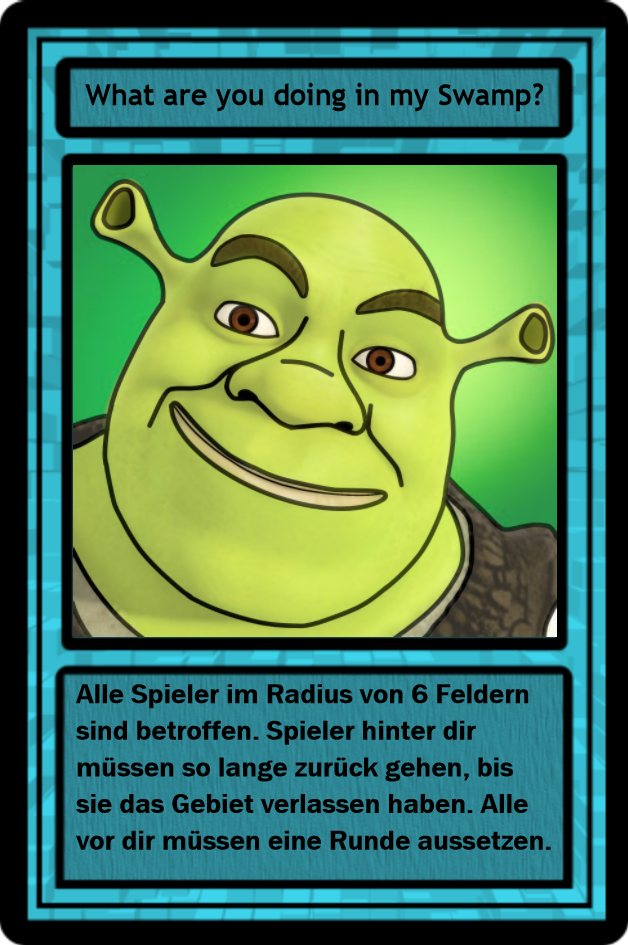 What are you doing in my Swamp?
Alle Spieler im Radius von 6 Feldern
sind betroffen. Spieler hinter dir
müssen so lange zurück gehen, bis
sie das Gebiet verlassen haben. Alle
vor dir müssen eine Runde aussetzen.